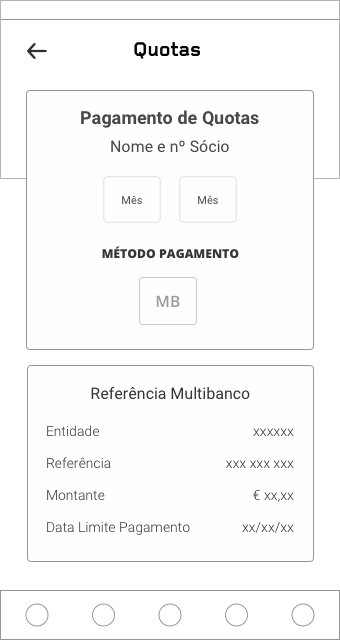 Quotas
Pagamento de Quotas
Nome e nº Sócio
Mês Mês
MÉTODO PAGAMENTO
MB
Referência Multibanco
Entidade xxxxxx
Referência xxx xxx xxx
Montante € xx,xx
Data Limite Pagamento xx/xx/xx